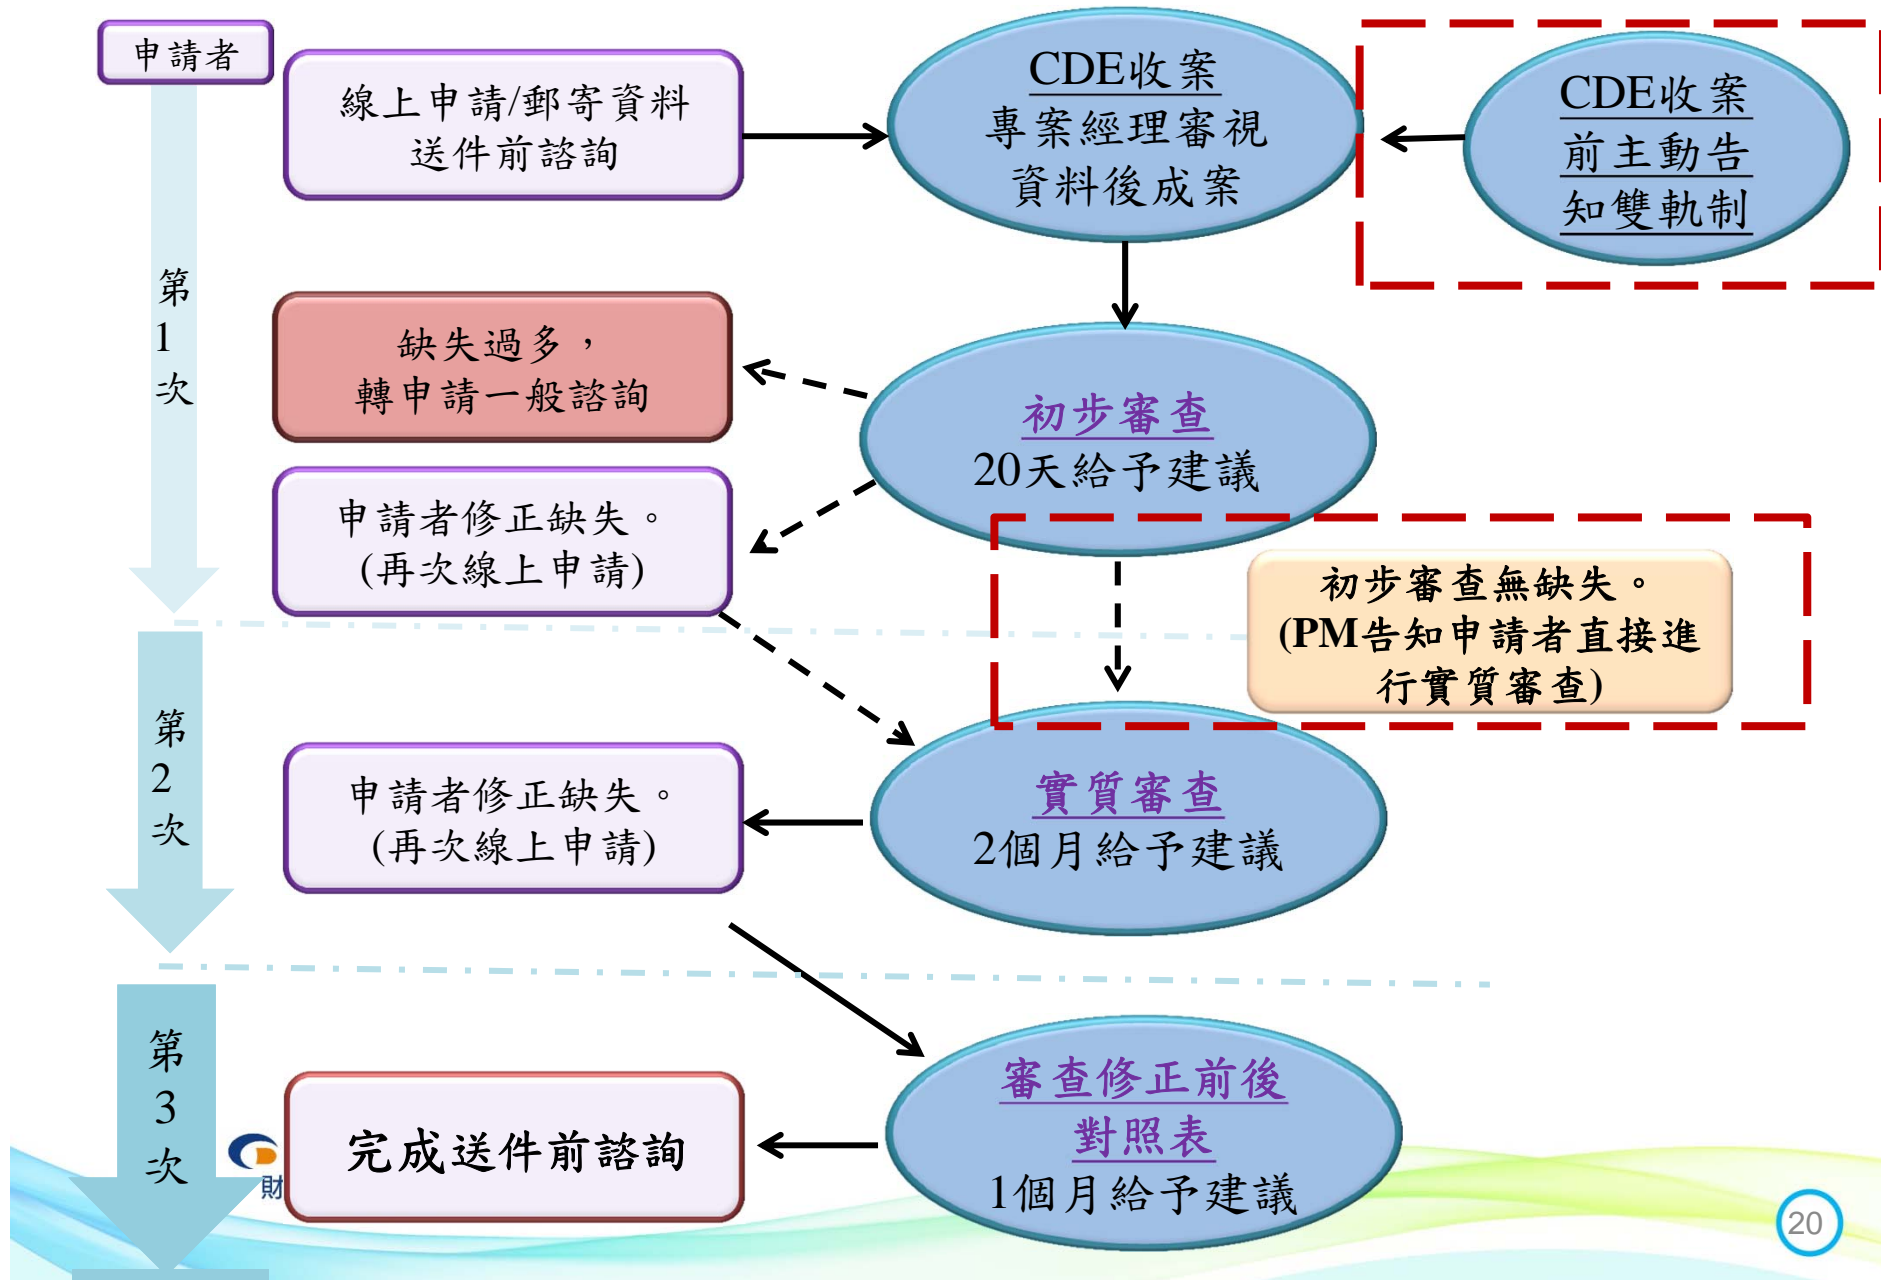 申請者
線上申請/郵寄資料
送件前諮詢
CDE收案
專案經理審視
資料後成案
CDE收案
前主動告
知雙軌制
第
1
次
缺失過多，
轉申請一般諮詢
初步審查
20天給予建議
申請者修正缺失。
(再次線上申請)
初步審查無缺失。
(PM告知申請者直接進
行實質審查)
第
2
次
申請者修正缺失。
(再次線上申請)
實質審查
2個月給予建議
第
3
次
完成送件前諮詢
審查修正前後
對照表
1個月給予建議
財
20